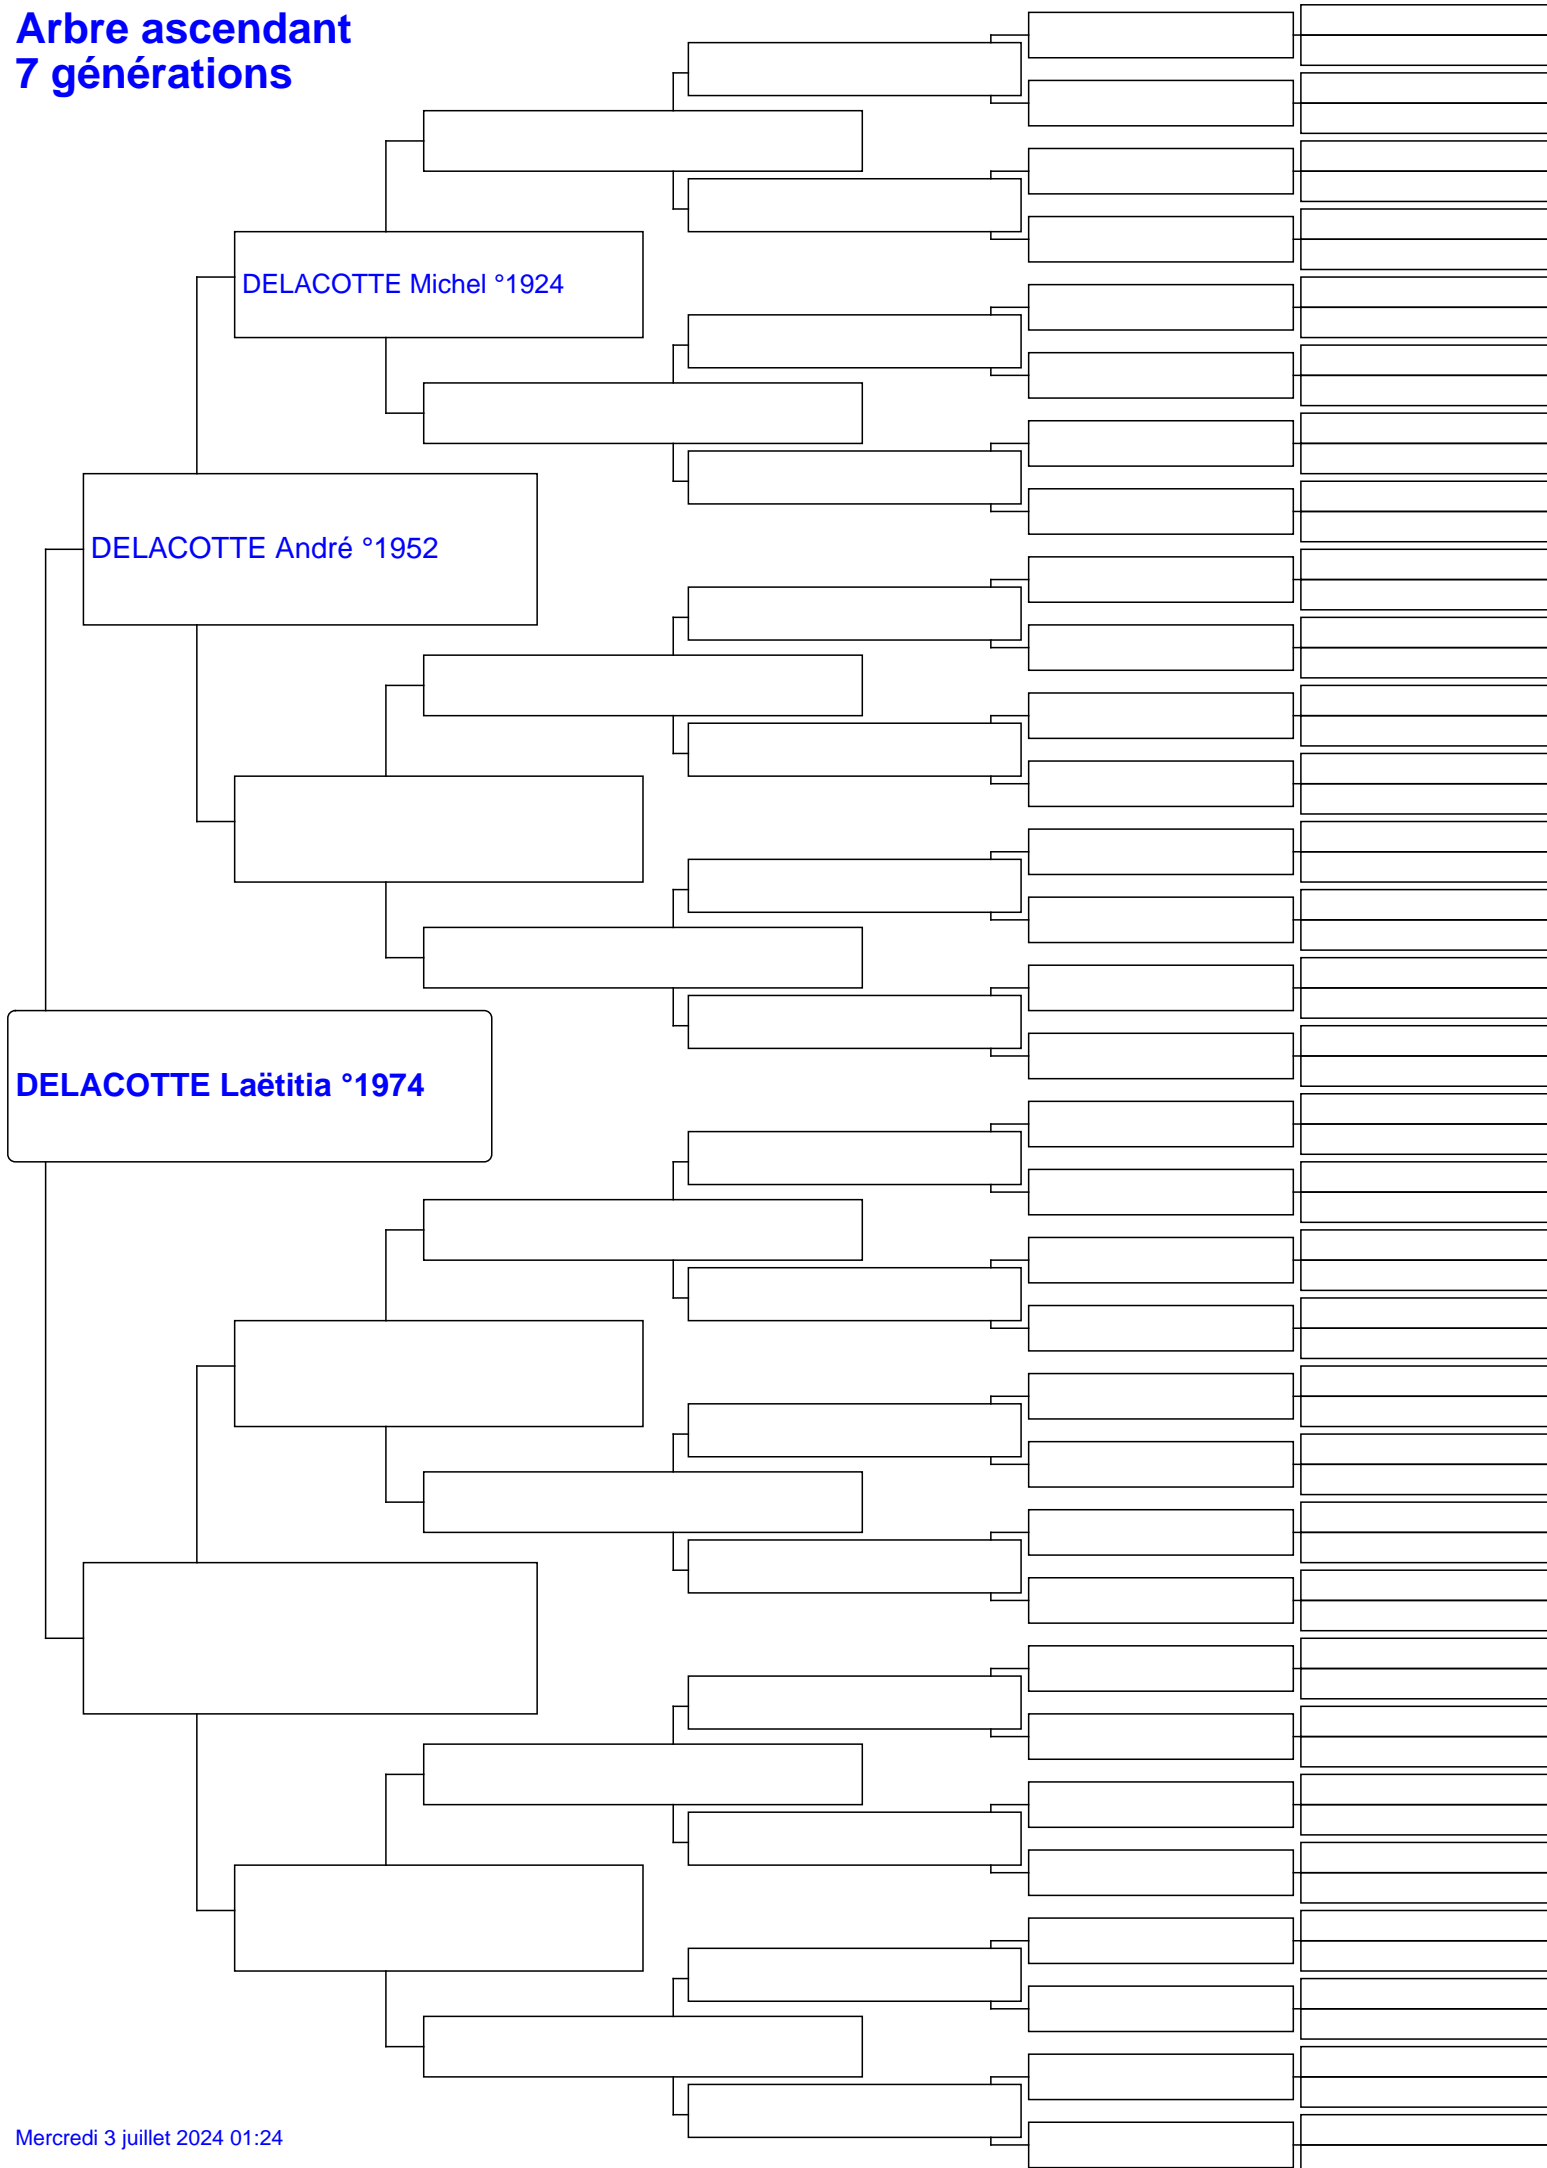 Arbre ascendant
7 générations
DELACOTTE Michel °1924
DELACOTTE André °1952
DELACOTTE Laëtitia °1974
Mercredi 3 juillet 2024 01:24